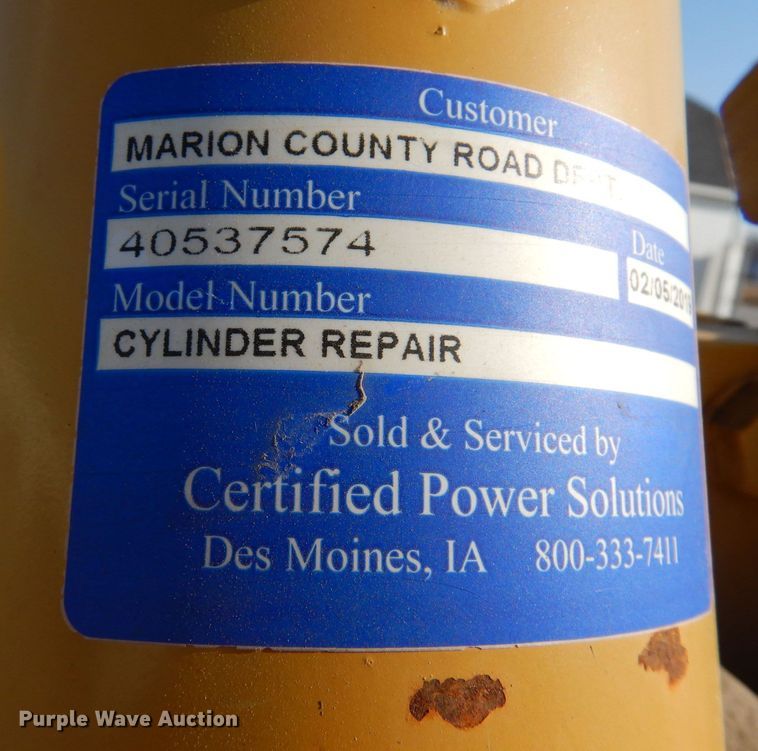 Customer
MARION COUNTY ROAD
Serial Number
40537574
Date
Model Number
CYLINDER REPAIR
Sold & Serviced by
Certified Power Solutions
Des Moines, IA 800-333-7411
Purple Wave Auction